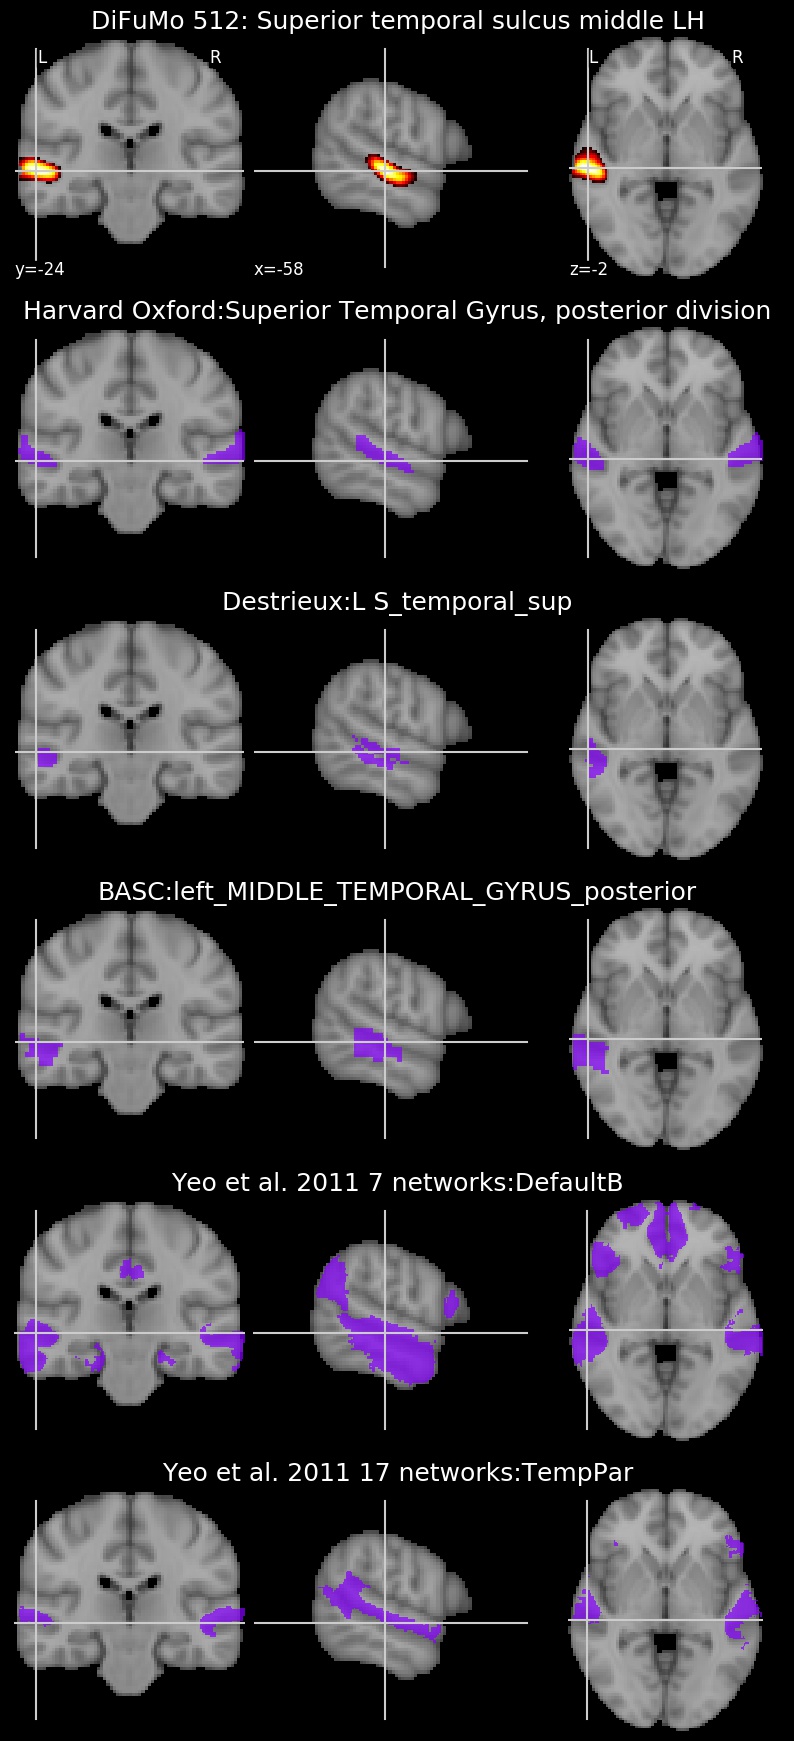 DiFuMo 512: Superior temporal sulcus middle LH
L R L R
y=-24 x=-58 z=-2
Harvard Oxford:Superior Temporal Gyrus, posterior division
Destrieux:L S_temporal_sup
BASC:left_MIDDLE_TEMPORAL_GYRUS_posterior
Yeo et al. 2011 7 networks:DefaultB
Yeo et al. 2011 17 networks:TempPar